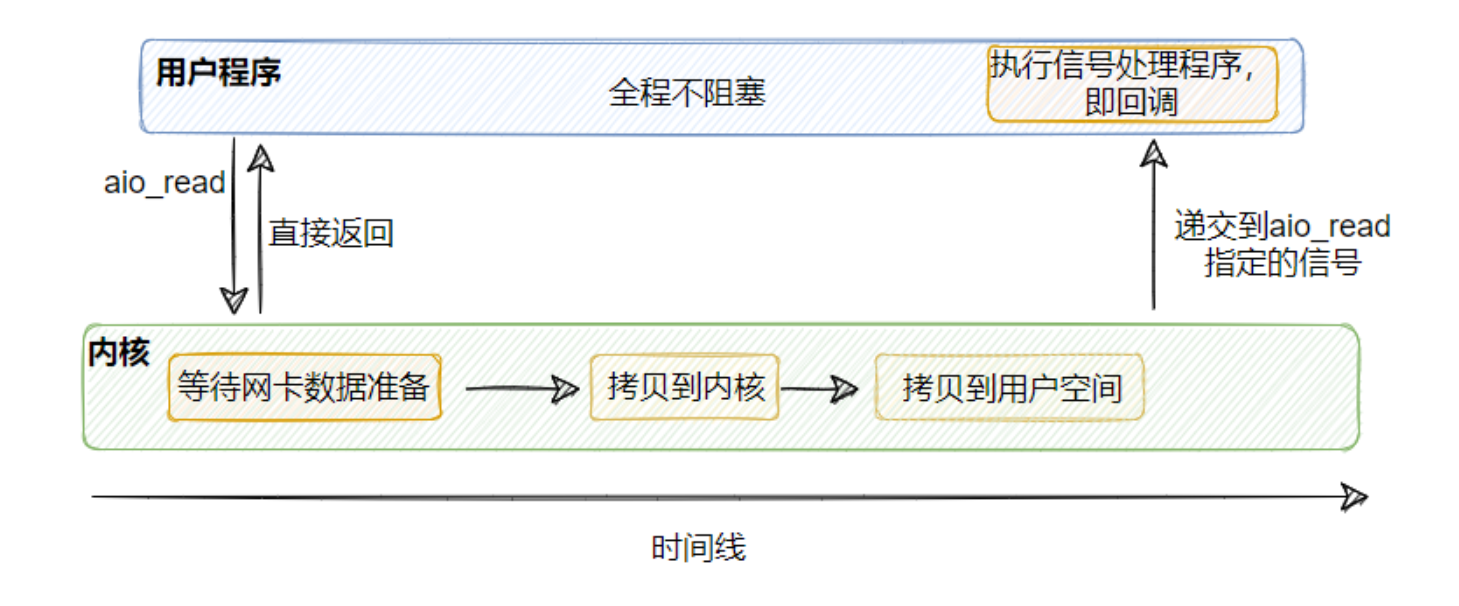 用户程序
全程不阻塞
执行信号处理程序，
即回调
aio_read
直接返回
递交到aio_read
指定的信号
内核
等待网卡数据准备
拷贝到内核
拷贝到用户空间
时间线